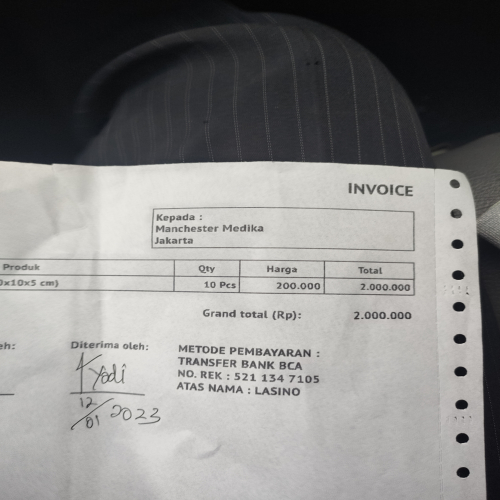 INVOICE
Kepada :
Manchester Medika
Jakarta
Produk Qty Harga Total
x10x5 cm) 10 Pcs 200.000 2.000.000
Grand total (Rp): 2.000.000
eh: Diterima oleh:
METODE PEMBAYARAN :
TRANSFER BANK BCA
NO. REK : 521 134 7105
ATAS NAMA : LASINO
Yodi
12/01 2023